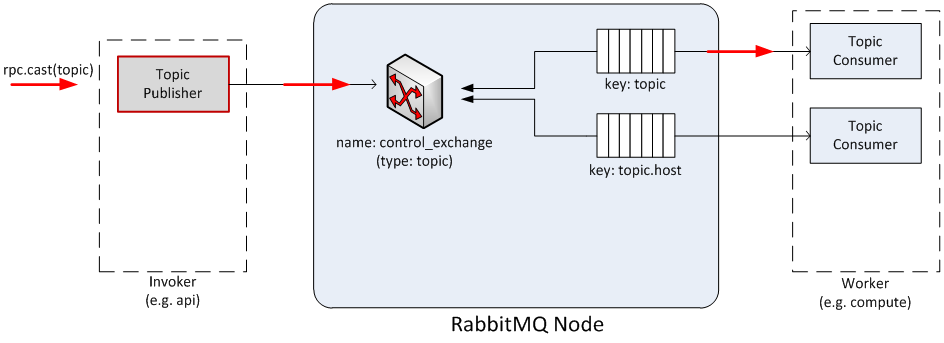 rpc.cast(topic)
Topic
Publisher
Invoker
(e.g. api)
name: control_exchange
(type: topic)
key: topic
key: topic.host
RabbitMQ Node
Topic
Consumer
Topic
Consumer
Worker
(e.g. compute)